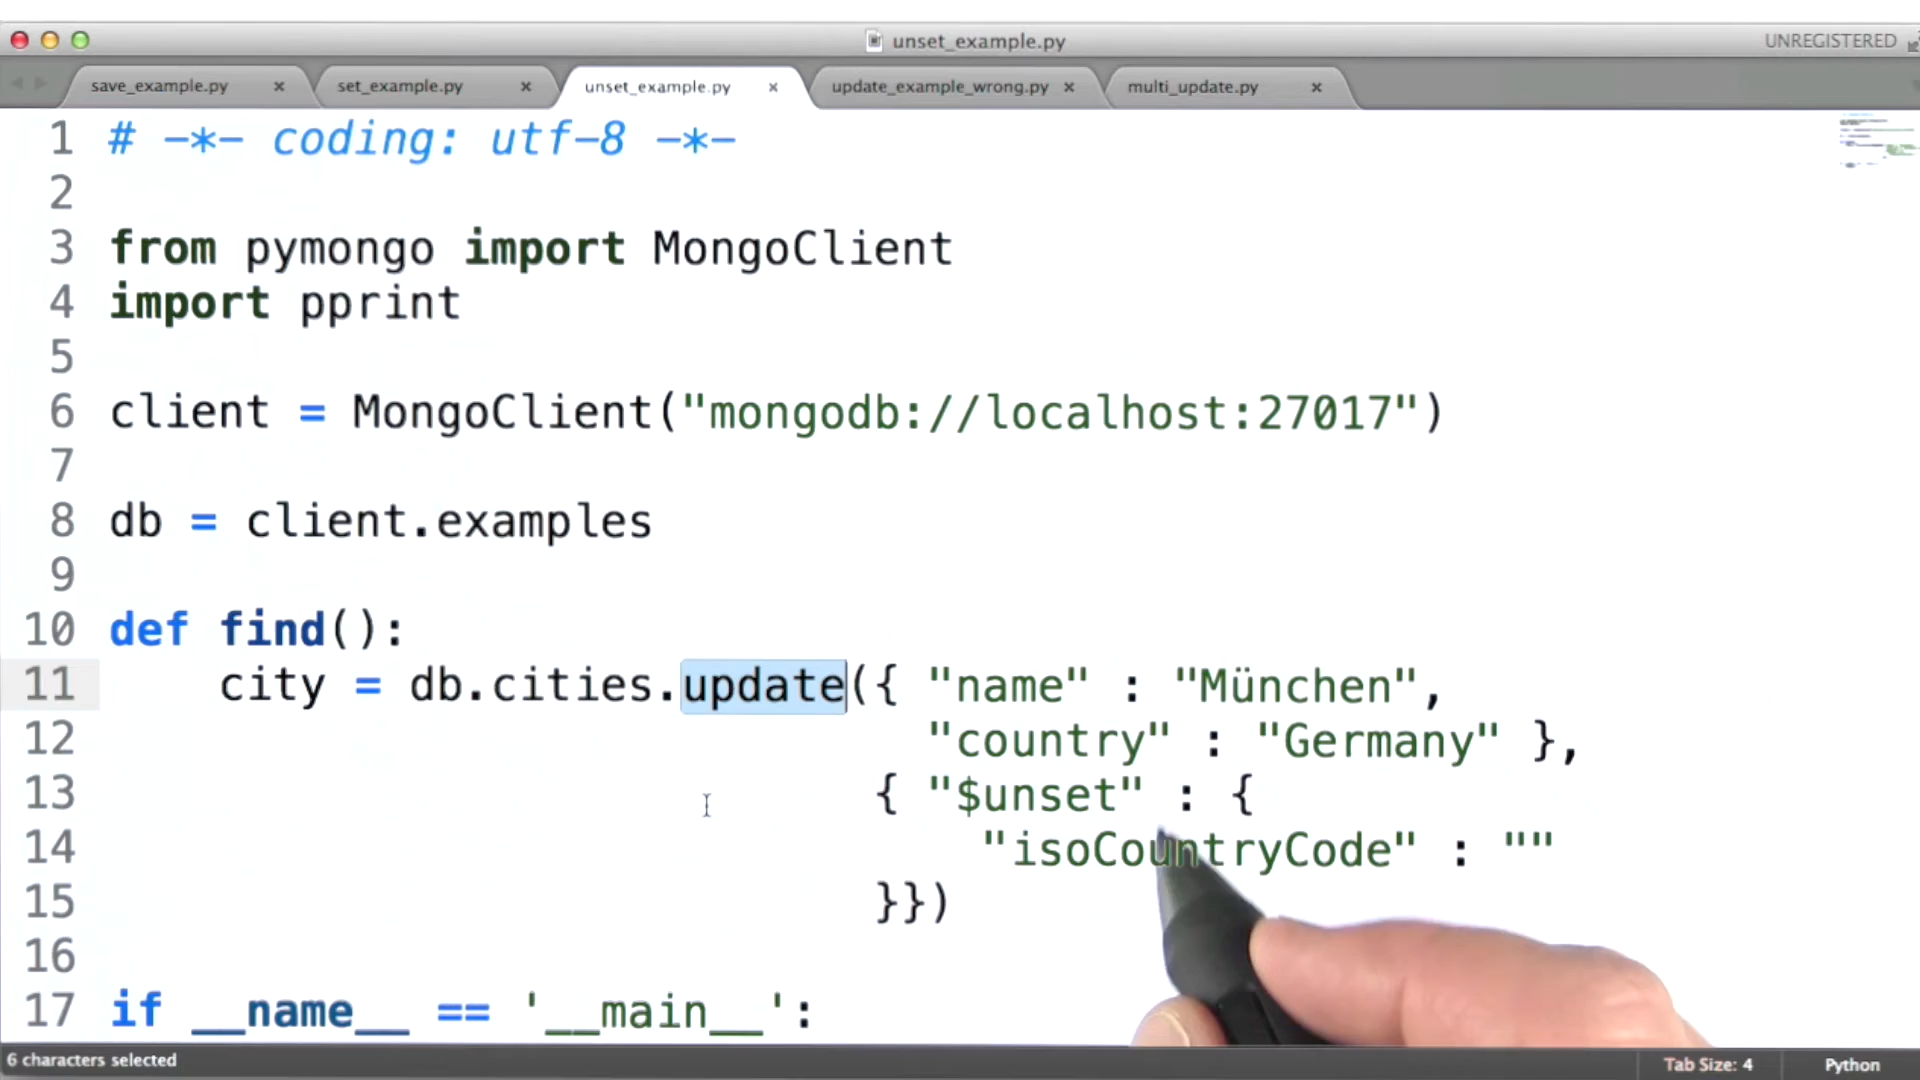 unset_example.py
UNREGISTERED
save_example.py × set_example.py × unset_example.py × update_example_wrong.py × multi_update.py ×
1 # -*- coding: utf-8 -*-
2
3 from pymongo import MongoClient
4 import pprint
5
6 client = MongoClient("mongodb://localhost:27017")
7
8 db = client.examples
9
10 def find():
11 city = db.cities.update({ "name" : "München",
12 "country" : "Germany" },
13 { "$unset" : {
14 "isoCountryCode" : ""
15 }})
16
17 if __name__ == '__main__':
6 characters selected
Tab Size: 4
Python